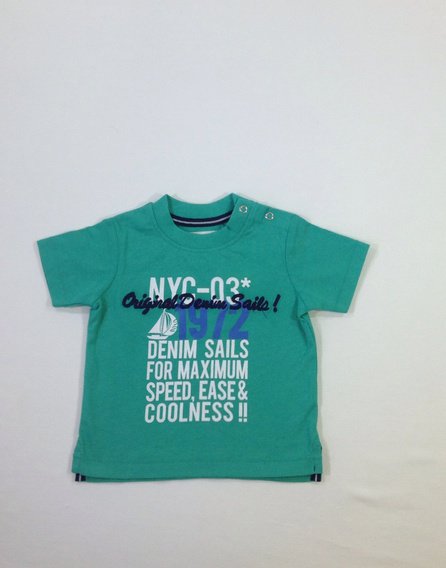 NYC-03*
Original Denim Sails!
1972
DENIM SAILS
FOR MAXIMUM
SPEED, EASE &
COOLNESS !!